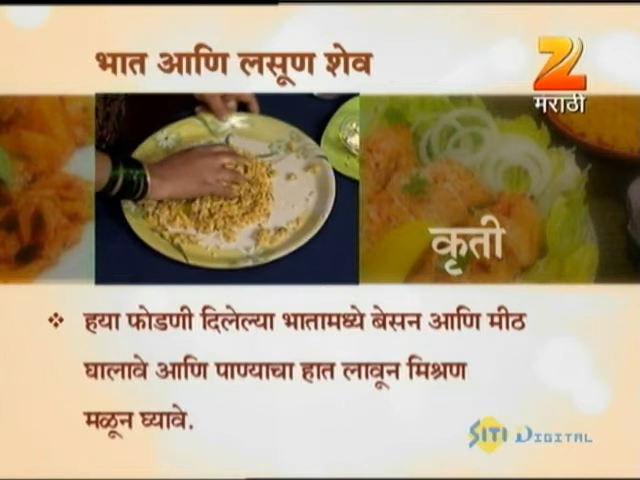 भात आणि लसूण शेव
मराठी
कृती
❖ हया फोडणी दिलेल्या भातामध्ये बेसन आणि मीठ
घालावे आणि पाण्याचा हात लावून मिश्रण
मळून घ्यावे.
SITI DIGITAL